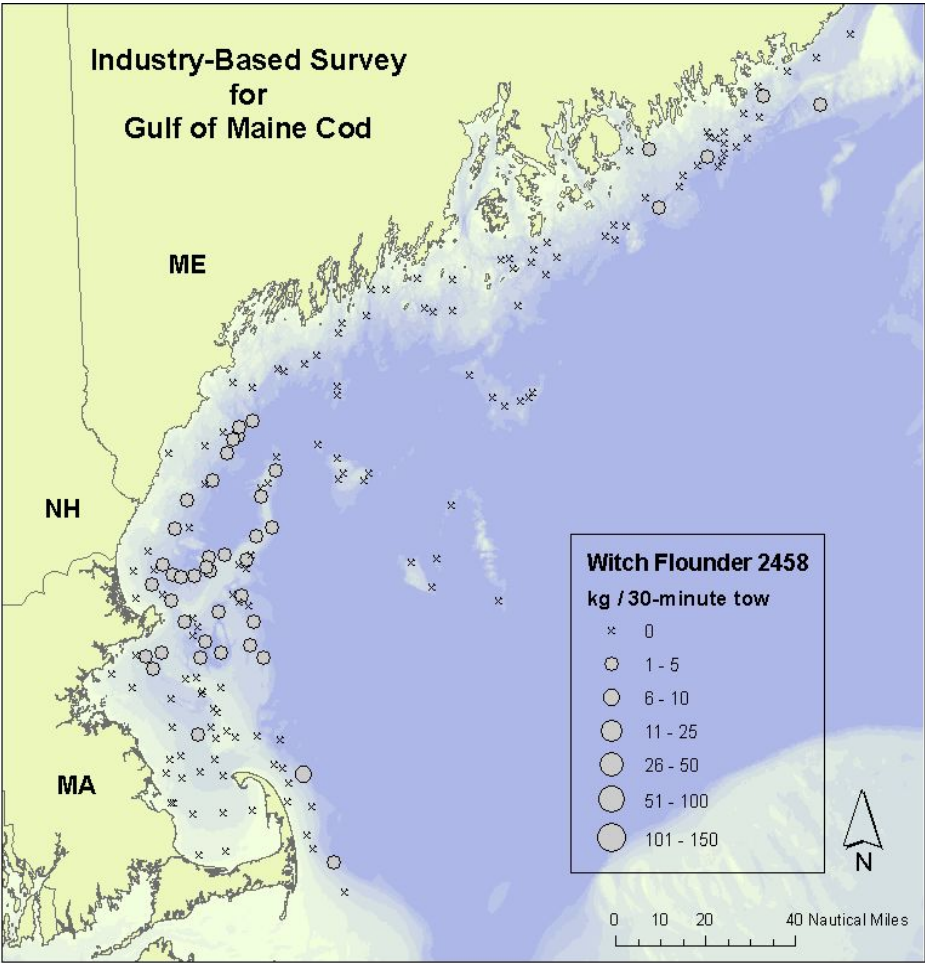 Industry-Based Survey
for
Gulf of Maine Cod
ME
NH
MA
Witch Flounder 2458
kg / 30-minute tow
0
1 - 5
6 - 10
11 - 25
26 - 50
51 - 100
101 - 150
N
0 10 20 40 Nautical Miles